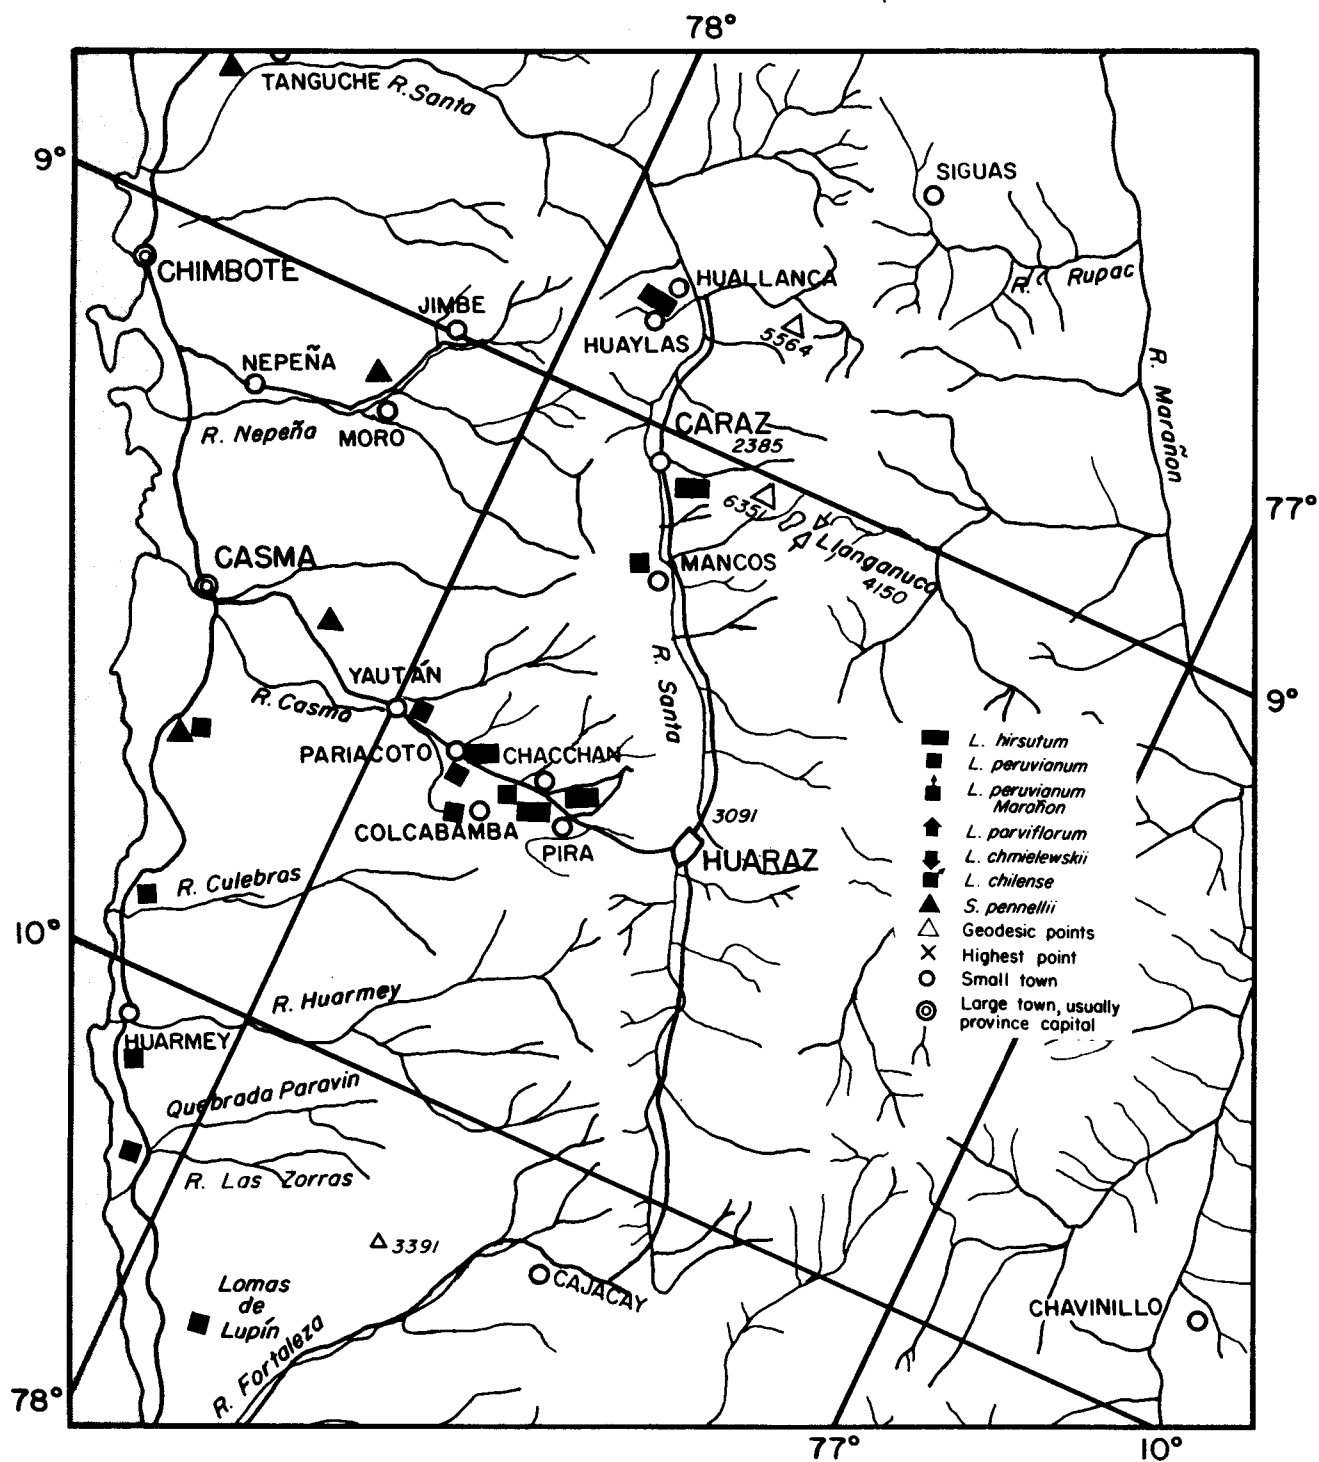 78°
TANGUCHE
R. Santa
9°
SIGUAS
CHIMBOTE
HUALLANCA
R. Rupac
JIMBE
HUAYLAS
5564
NEPEÑA
R. Marañon
R. Nepeña
MORO
CARAZ
2385
6351
77°
CASMA
MANCOS
Llanganuco
4150
YAUTÁN
R. Santa
R. Casma
9°
PARIACOTO
CHACCHAN
L. hirsutum
L. peruvianum
L. peruvianum
Marañon
L. parviflorum
L. chmielewskii
L. chilense
S. pennellii
Geodesic points
Highest point
Small town
Large town, usually
province capital
COLCABAMBA
3091
PIRA
HUARAZ
R. Culebras
10°
R. Huarmey
HUARMEY
Quebrada Paravin
R. Las Zorras
3391
CAJACAY
Lomas
de
Lupín
CHAVINILLO
R. Fortaleza
78°
77°
10°